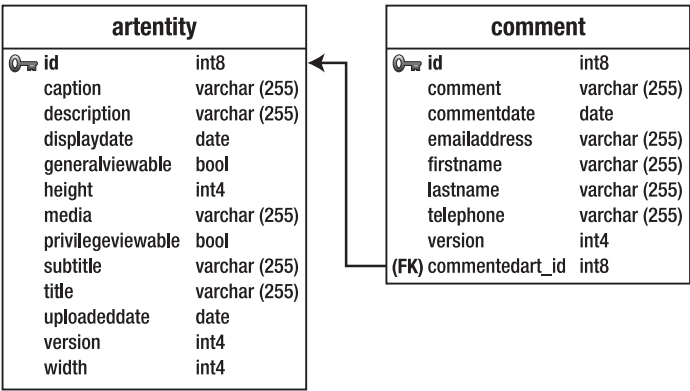 artentity
id int8
caption varchar (255)
description varchar (255)
displaydate date
generalviewable bool
height int4
media varchar (255)
privilegeviewable bool
subtitle varchar (255)
title varchar (255)
uploadeddate date
version int4
width int4
comment
id int8
comment varchar (255)
commentdate date
emailaddress varchar (255)
firstname varchar (255)
lastname varchar (255)
telephone varchar (255)
version int4
(FK) commentedart_id int8